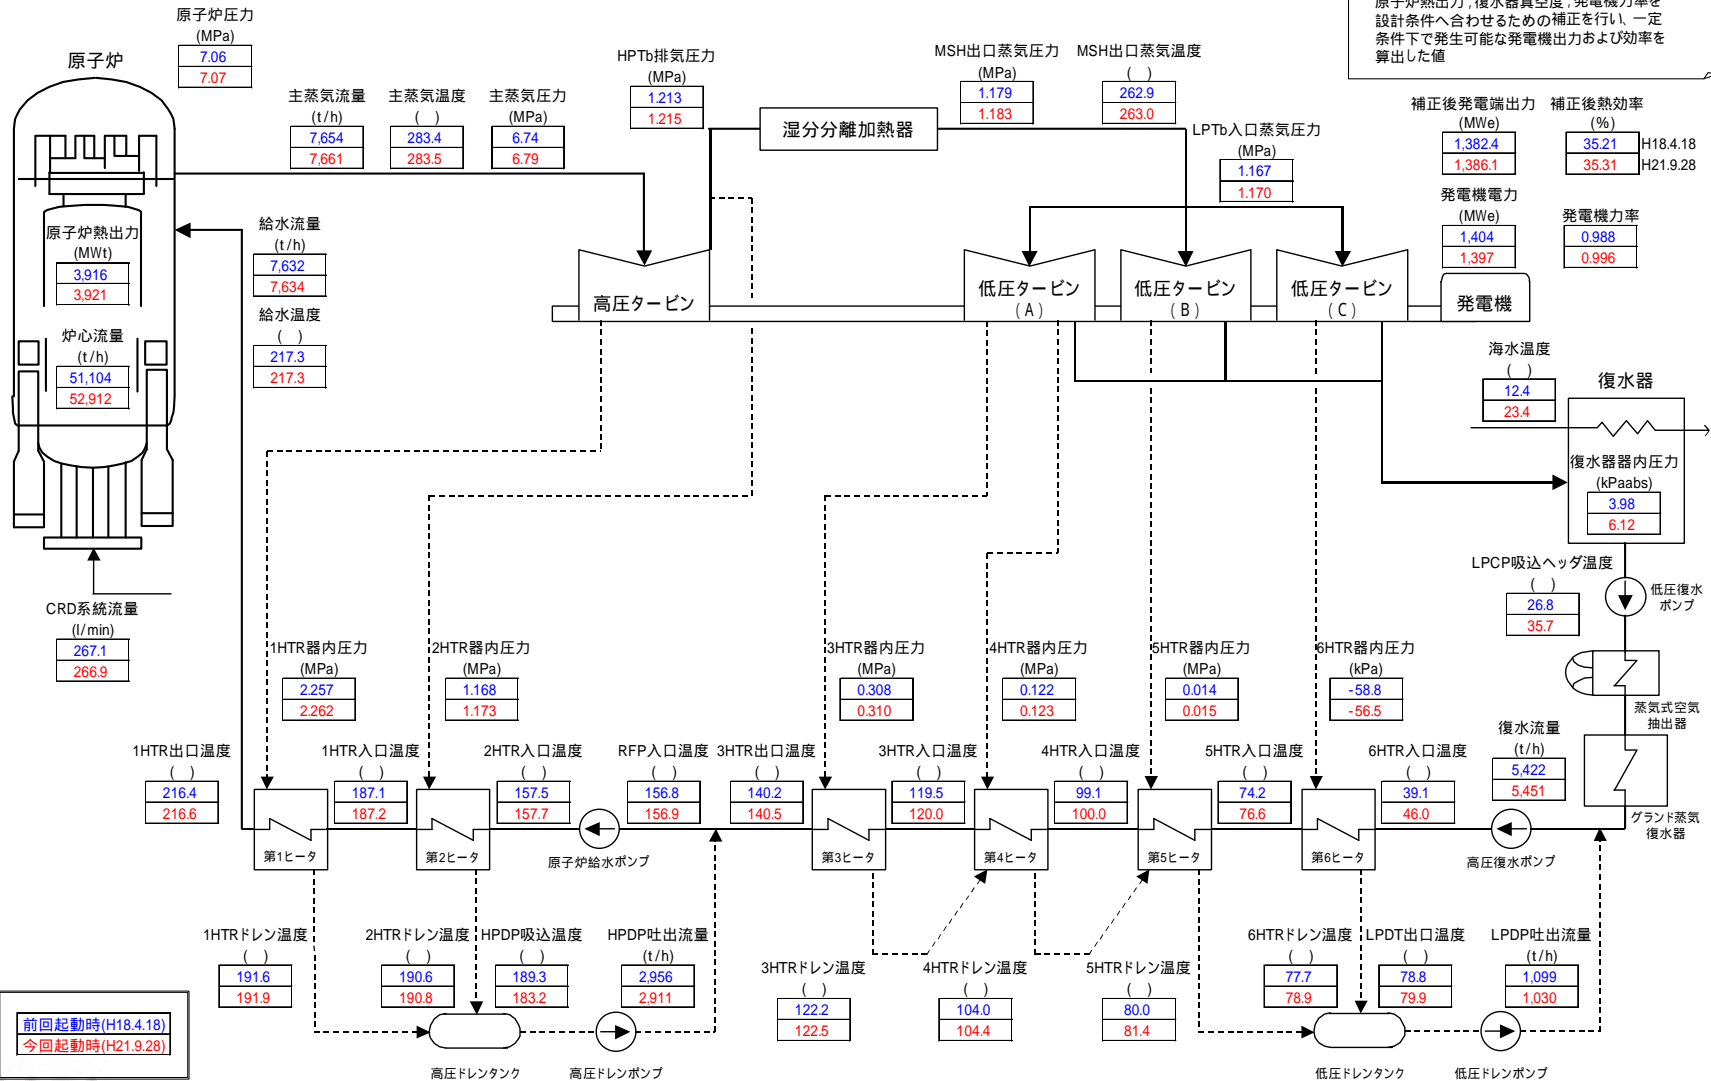 原子炉熱出力，復水器真空度，発電機力率を
設計条件へ合わせるための補正を行い、一定
条件下で発生可能な発電機出力および効率を
算出した値
原子炉圧力
(MPa)
7.06
7.07
原子炉
主蒸気流量
(t/h)
7,654
7,661
主蒸気温度
(　)
283.4
283.5
主蒸気圧力
(MPa)
6.74
6.79
HPTb排気圧力
(MPa)
1.213
1.215
湿分分離加熱器
MSH出口蒸気圧力
(MPa)
1.179
1.183
MSH出口蒸気温度
(　)
262.9
263.0
LPTb入口蒸気圧力
(MPa)
1.167
1.170
補正後発電端出力
(MWe)
1,382.4
1,386.1
補正後熱効率
(%)
35.21 H18.4.18
35.31 H21.9.28
発電機電力
(MWe)
1,404
1,397
発電機力率
0.988
0.996
原子炉熱出力
(MWt)
3,916
3,921
給水流量
(t/h)
7,632
7,634
給水温度
(　)
217.3
217.3
炉心流量
(t/h)
51,104
52,912
高圧タービン
低圧タービン
(A)
低圧タービン
(B)
低圧タービン
(C)
発電機
海水温度
(　)
12.4
23.4
復水器
復水器器内圧力
(kPaabs)
3.98
6.12
LPCP吸込ヘッダ温度
(　)
26.8
35.7
低圧復水
ポンプ
蒸気式空気
抽出器
グランド蒸気
復水器
CRD系統流量
(l/min)
267.1
266.9
1HTR器内圧力
(MPa)
2.257
2.262
2HTR器内圧力
(MPa)
1.168
1.173
3HTR器内圧力
(MPa)
0.308
0.310
4HTR器内圧力
(MPa)
0.122
0.123
5HTR器内圧力
(MPa)
0.014
0.015
6HTR器内圧力
(kPa)
-58.8
-56.5
復水流量
(t/h)
5,422
5,451
1HTR出口温度
(　)
216.4
216.6
1HTR入口温度
(　)
187.1
187.2
2HTR入口温度
(　)
157.5
157.7
RFP入口温度
(　)
156.8
156.9
3HTR出口温度
(　)
140.2
140.5
3HTR入口温度
(　)
119.5
120.0
4HTR入口温度
(　)
99.1
100.0
5HTR入口温度
(　)
74.2
76.6
6HTR入口温度
(　)
39.1
46.0
第1ヒータ
第2ヒータ
原子炉給水ポンプ
第3ヒータ
第4ヒータ
第5ヒータ
第6ヒータ
高圧復水ポンプ
1HTRドレン温度
(　)
191.6
191.9
2HTRドレン温度
(　)
190.6
190.8
HPDP吸込温度
(　)
189.3
183.2
HPDP吐出流量
(t/h)
2,956
2,911
3HTRドレン温度
(　)
122.2
122.5
4HTRドレン温度
(　)
104.0
104.4
5HTRドレン温度
(　)
80.0
81.4
6HTRドレン温度
(　)
77.7
78.9
LPDT出口温度
(　)
78.8
79.9
LPDP吐出流量
(t/h)
1,099
1,030
前回起動時(H18.4.18)
今回起動時(H21.9.28)
高圧ドレンタンク
高圧ドレンポンプ
低圧ドレンタンク
低圧ドレンポンプ